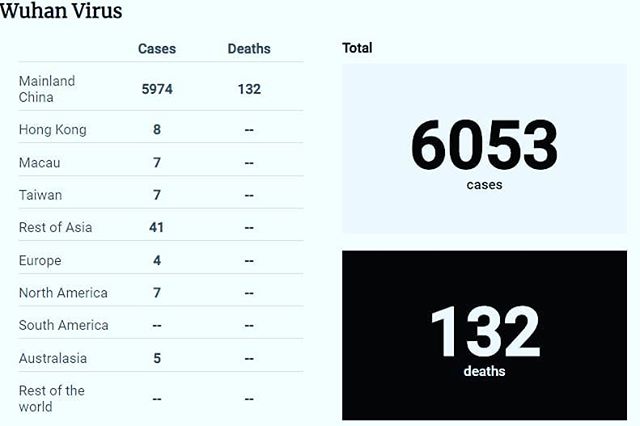 Wuhan Virus
Cases Deaths
Mainland
China 5974 132
Hong Kong 8 --
Macau 7 --
Taiwan 7 --
Rest of Asia 41 --
Europe 4 --
North America 7 --
South America -- --
Australasia 5 --
Rest of the
world -- --
Total
6053
cases
132
deaths